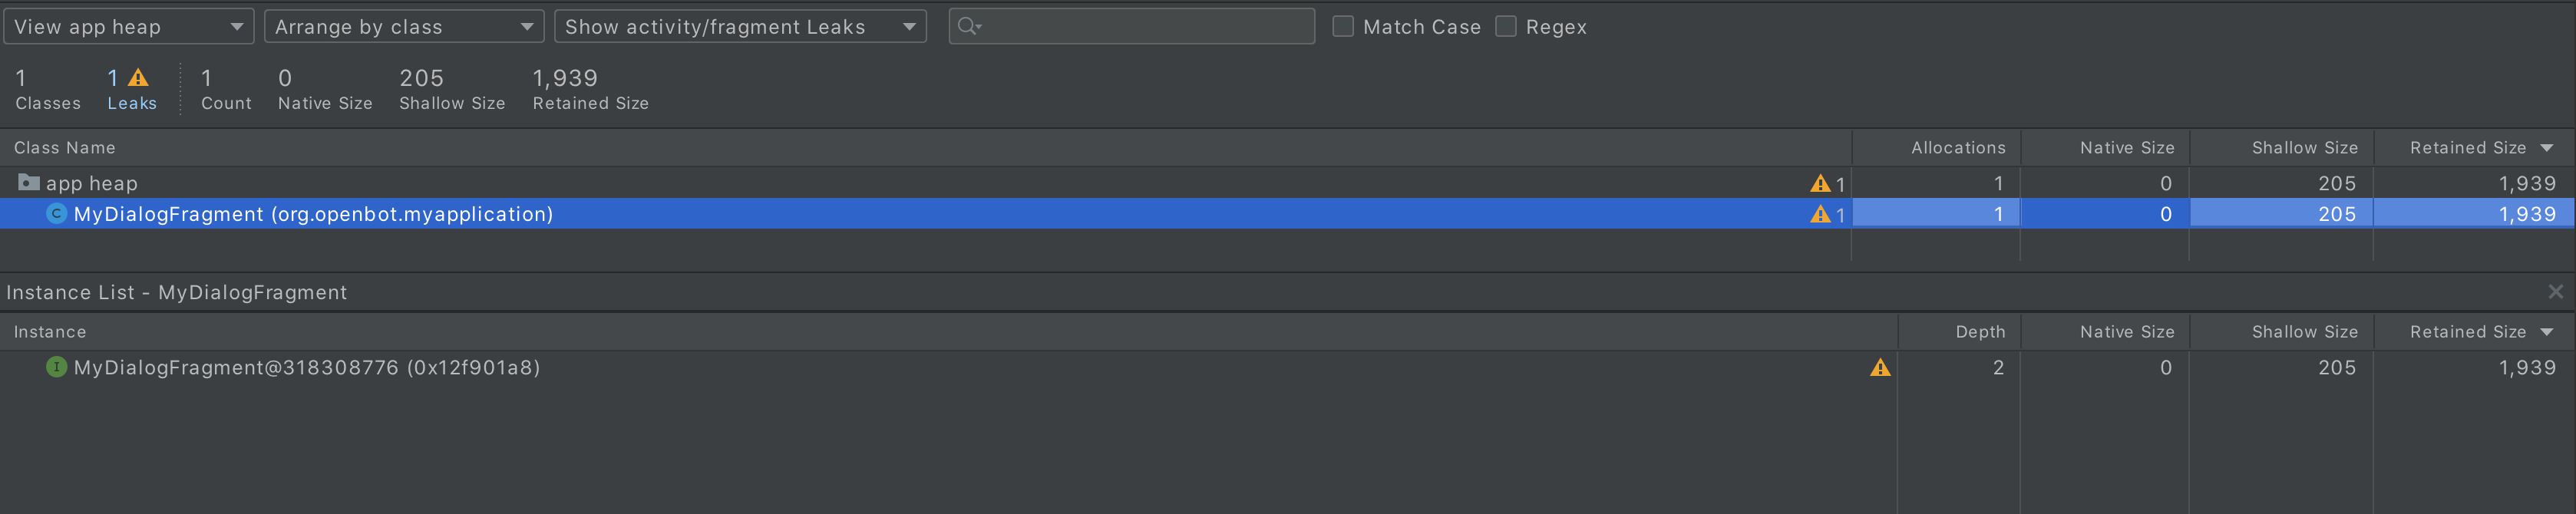 View app heap Arrange by class Show activity/fragment Leaks Match Case Regex
1 1 1 0 205 1,939
Classes Leaks Count Native Size Shallow Size Retained Size
Class Name Allocations Native Size Shallow Size Retained Size
app heap 1 1 0 205 1,939
C MyDialogFragment (org.openbot.myapplication) 1 1 0 205 1,939
Instance List - MyDialogFragment
Instance Depth Native Size Shallow Size Retained Size
I MyDialogFragment@318308776 (0x12f901a8) 2 0 205 1,939